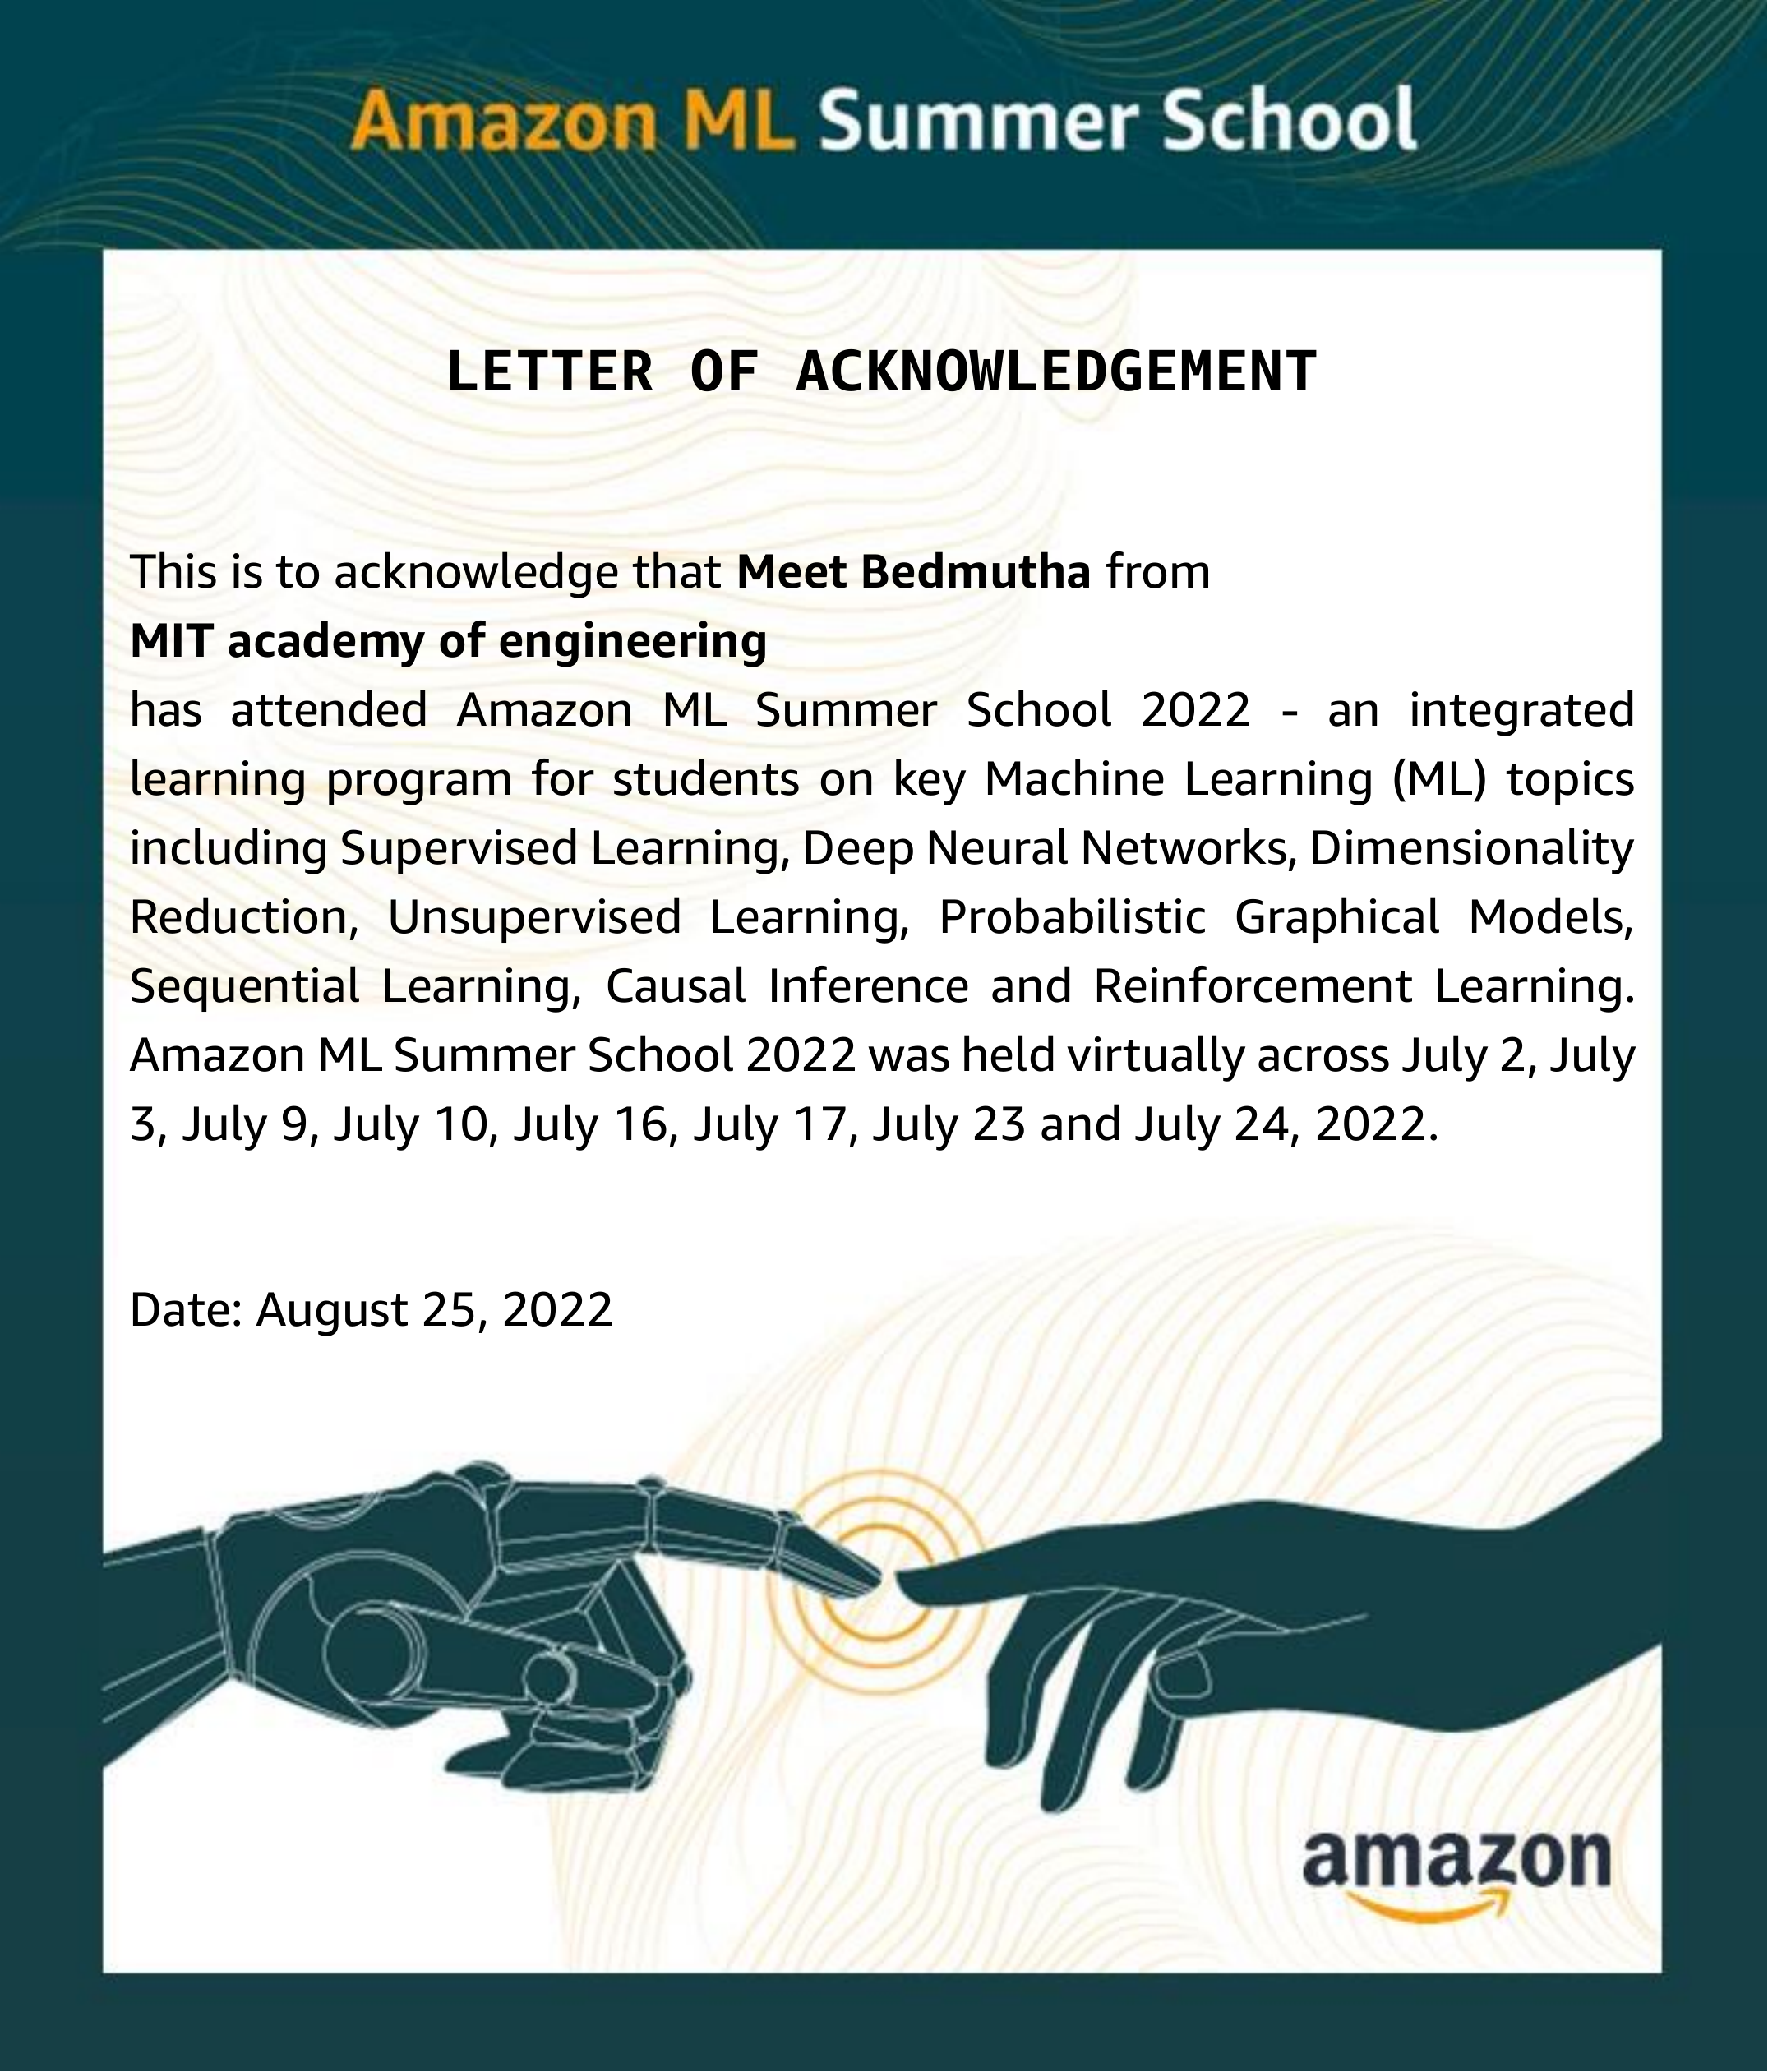 Amazon ML Summer School
LETTER OF ACKNOWLEDGEMENT
This is to acknowledge that Meet Bedmutha from
MIT academy of engineering
has attended Amazon ML Summer School 2022 - an integrated
learning program for students on key Machine Learning (ML) topics
including Supervised Learning, Deep Neural Networks, Dimensionality
Reduction, Unsupervised Learning, Probabilistic Graphical Models,
Sequential Learning, Causal Inference and Reinforcement Learning.
Amazon ML Summer School 2022 was held virtually across July 2, July
3, July 9, July 10, July 16, July 17, July 23 and July 24, 2022.
Date: August 25, 2022
amazon